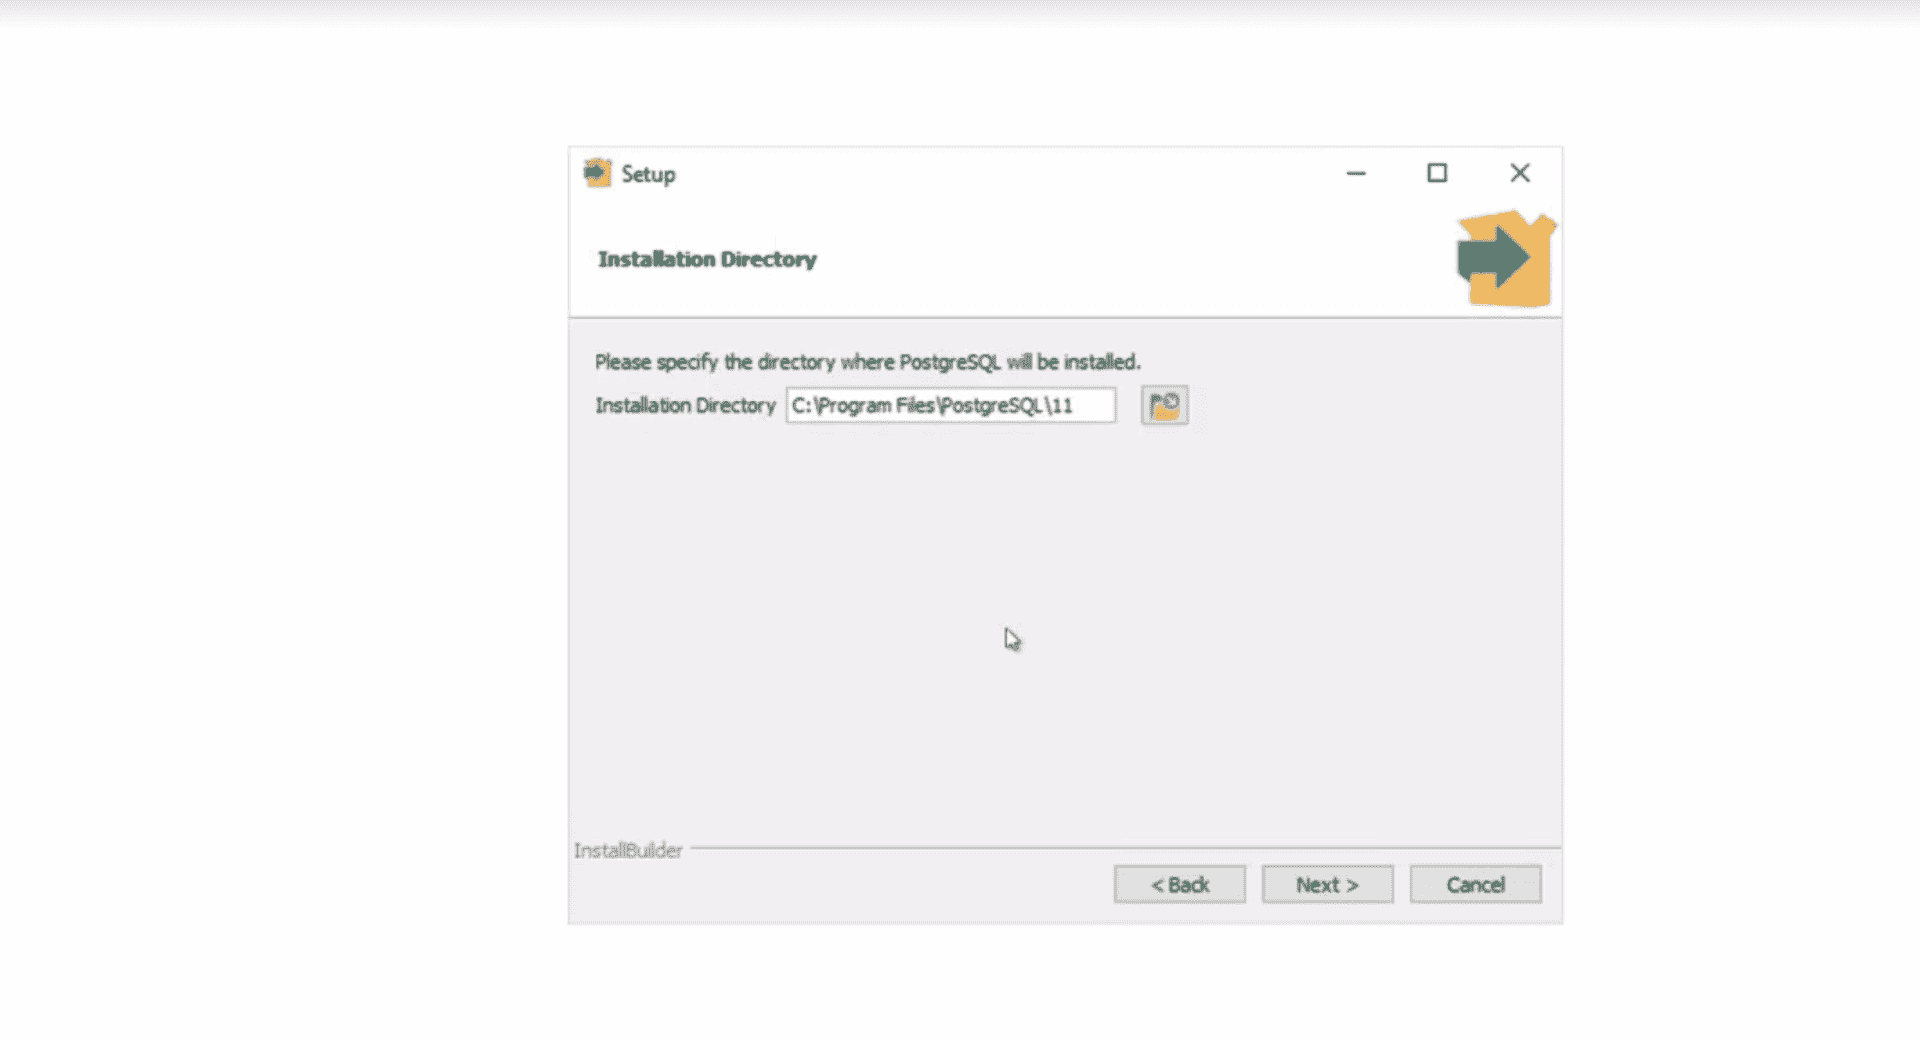 Setup
Installation Directory
Please specify the directory where PostgreSQL will be installed.
Installation Directory C:\Program Files\PostgreSQL\11
InstallBuilder
< Back Next > Cancel